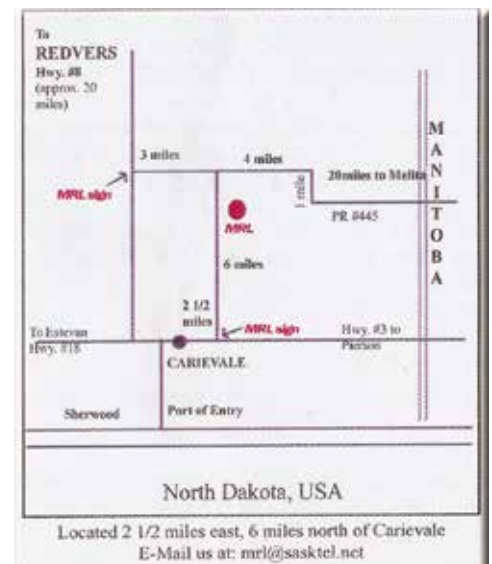 To
REDVERS
Hwy. #8
(approx. 20
miles)
3 miles
4 miles
MRL sign
1 mile
20miles to Melita
MANITOBA
MRL
PR #445
6 miles
2 1/2
miles
MRL sign
To Estevan
Hwy. #18
Hwy. #3 to
Pierson
CARIEVALE
Sherwood
Port of Entry
North Dakota, USA
Located 2 1/2 miles east, 6 miles north of Carievale
E-Mail us at: mrl@sasktel.net